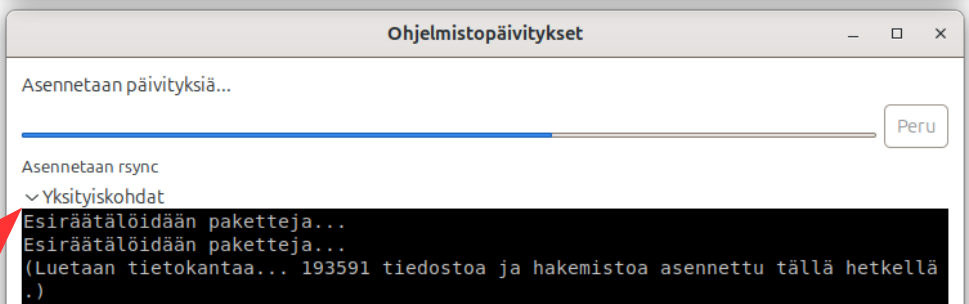 Ohjelmistopäivitykset
Asennetaan päivityksiä...
Peru
Asennetaan rsync
Yksityiskohdat
Esiräätälöidään paketteja...
Esiräätälöidään paketteja...
(Luetaan tietokantaa... 193591 tiedostoa ja hakemistoa asennettu tällä hetkellä
.)